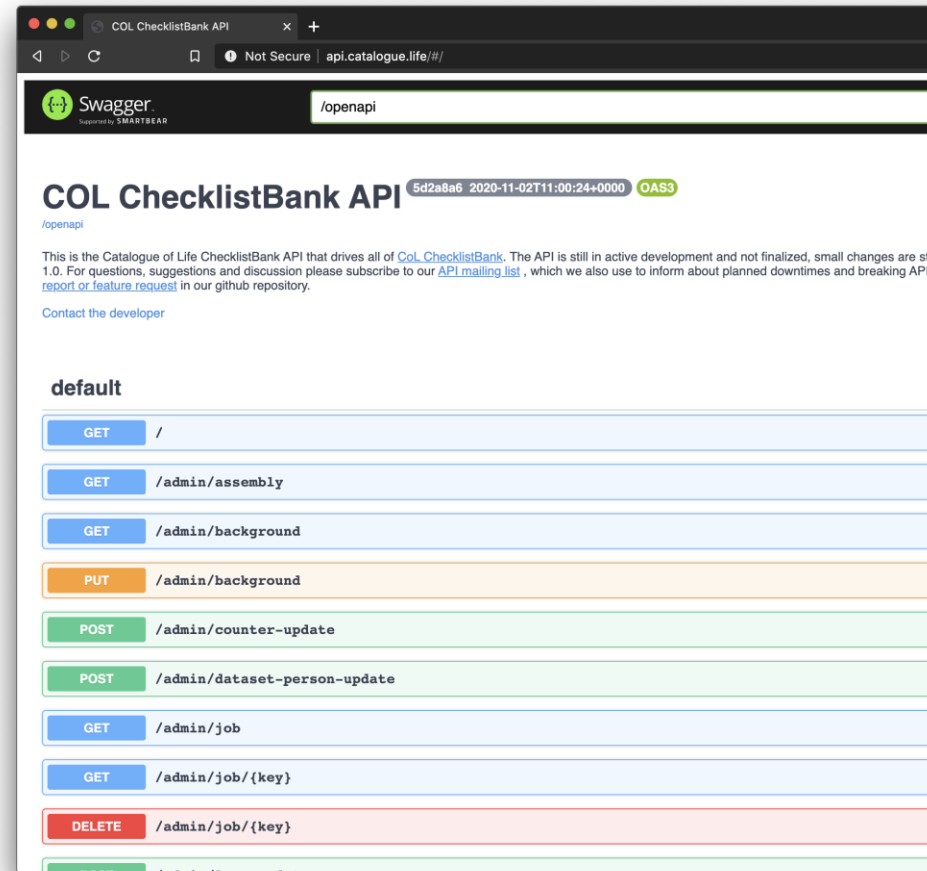 COL ChecklistBank API
Not Secure | api.catalogue.life/#/
Swagger.
Supported by SMARTBEAR
/openapi
COL ChecklistBank API 5d2a8a6 2020-11-02T11:00:24+0000 OAS3
/openapi
This is the Catalogue of Life ChecklistBank API that drives all of CoL ChecklistBank. The API is still in active development and not finalized, small changes are
1.0. For questions, suggestions and discussion please subscribe to our API mailing list , which we also use to inform about planned downtimes and breaking
report or feature request in our github repository.
Contact the developer
default
GET /
GET /admin/assembly
GET /admin/background
PUT /admin/background
POST /admin/counter-update
POST /admin/dataset-person-update
GET /admin/job
GET /admin/job/{key}
DELETE /admin/job/{key}